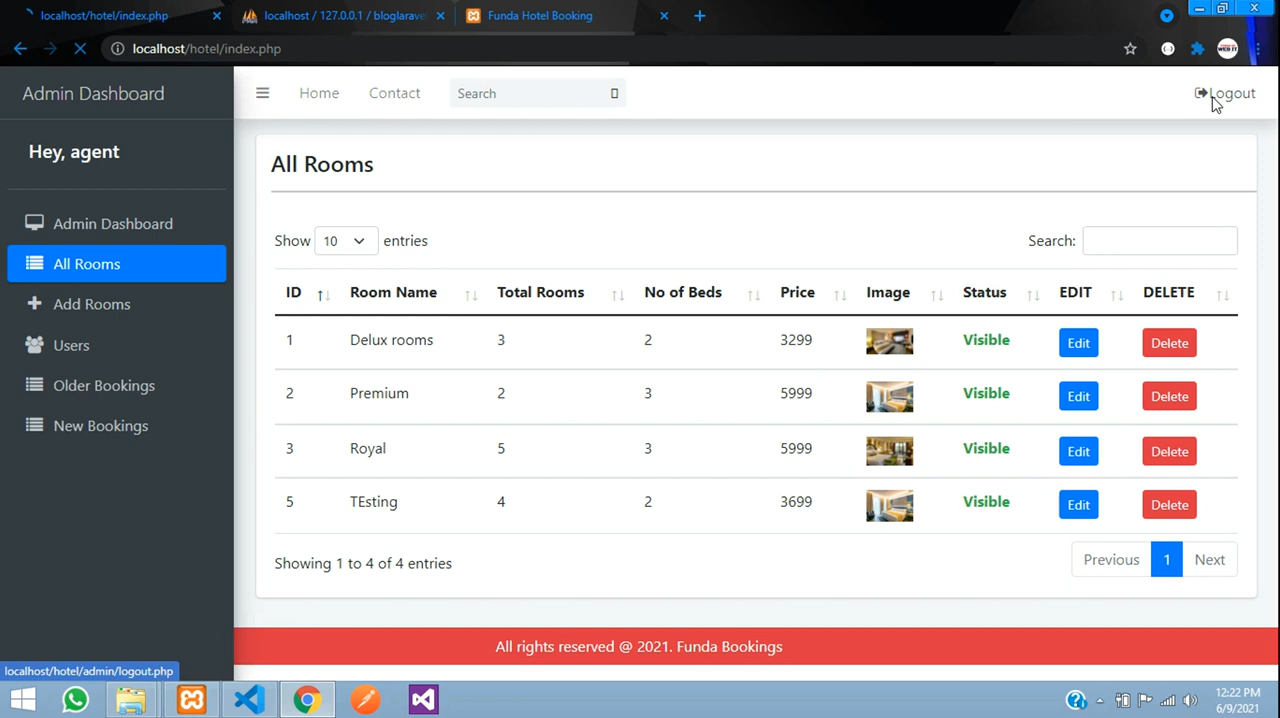 localhost/hotel/index.php
localhost / 127.0.0.1 / bloglarave
Funda Hotel Booking
localhost/hotel/index.php
Admin Dashboard
Home
Contact
Search
Logout
Hey, agent
Admin Dashboard
All Rooms
Add Rooms
Users
Older Bookings
New Bookings
All Rooms
Show 10 entries
Search:
ID Room Name Total Rooms No of Beds Price Image Status EDIT DELETE
1 Delux rooms 3 2 3299 Visible Edit Delete
2 Premium 2 3 5999 Visible Edit Delete
3 Royal 5 3 5999 Visible Edit Delete
5 TEsting 4 2 3699 Visible Edit Delete
Showing 1 to 4 of 4 entries
Previous 1 Next
All rights reserved @ 2021. Funda Bookings
localhost/hotel/admin/logout.php
12:22 PM
6/9/2021